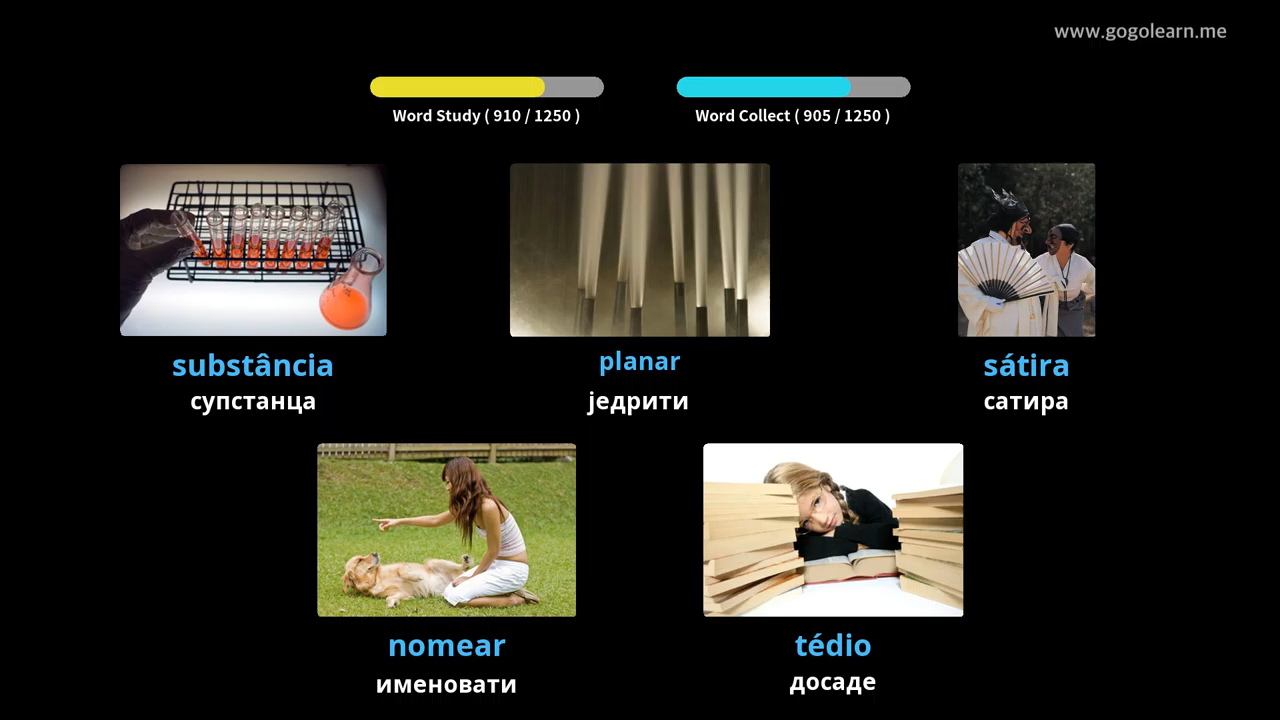 www.gogolearn.me
Word Study ( 910 / 1250 )
Word Collect ( 905 / 1250 )
substância
супстанца
planar
једрити
sátira
сатира
nomear
именовати
tédio
досаде